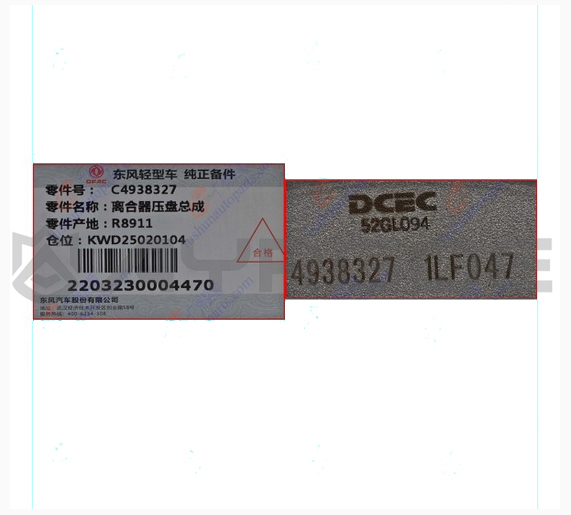 DFAC
东风轻型车 纯正备件
零件号： C4938327
零件名称：离合器压盘总成
零件产地：R8911
仓位：KWD25020104
合格
2203230004470
东风汽车股份有限公司
DCEC
52GL094
4938327 1LF047